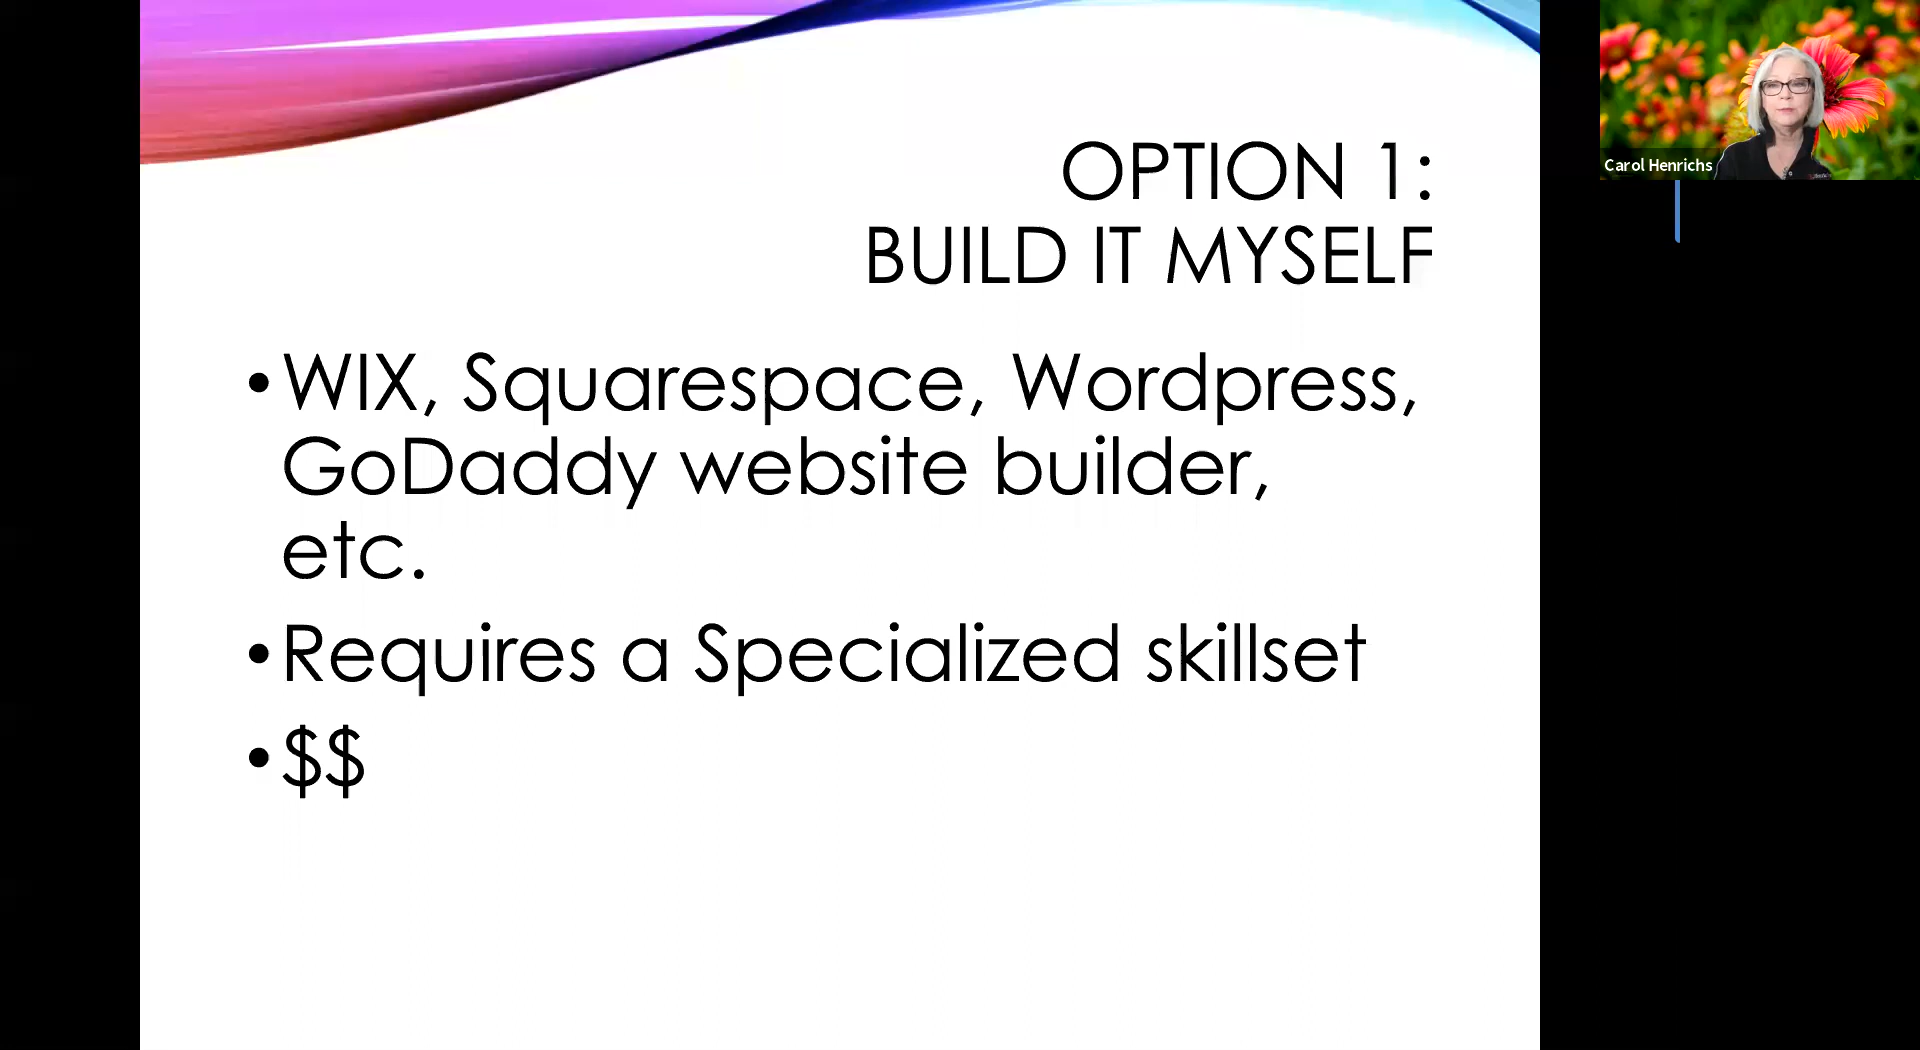 OPTION 1:
BUILD IT MYSELF
• WIX, Squarespace, Wordpress,
GoDaddy website builder,
etc.
• Requires a Specialized skillset
• $$
Carol Henrichs